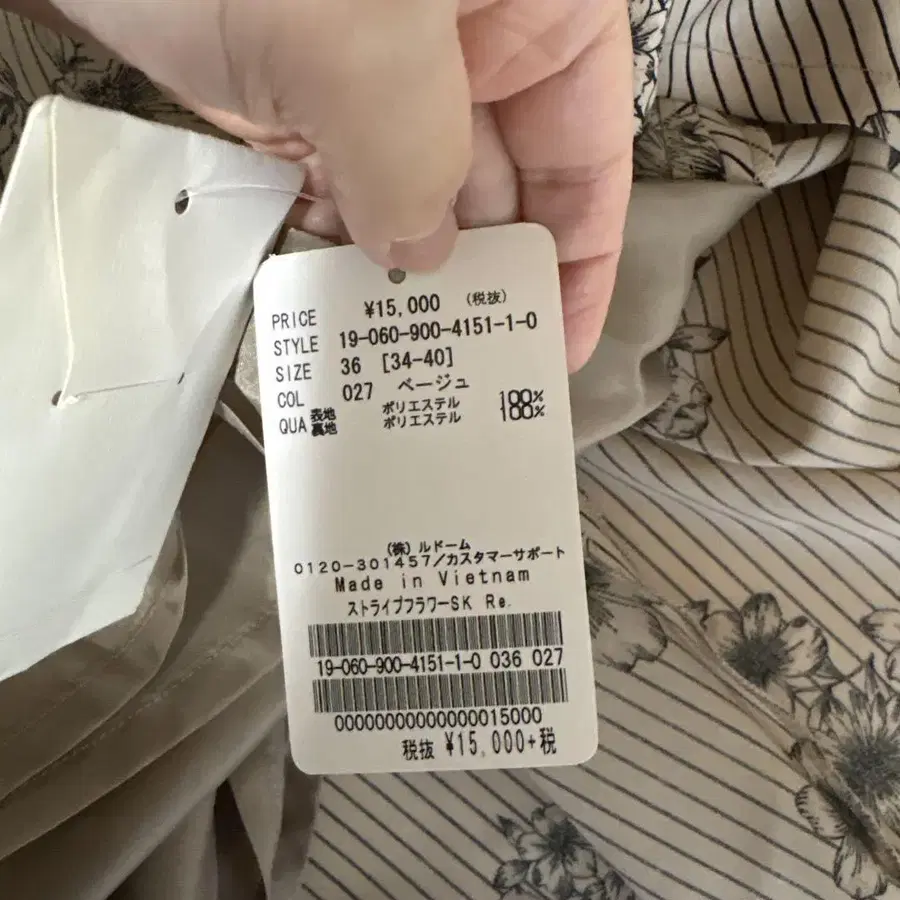 PRICE ¥15,000 (税抜)
STYLE 19-060-900-4151-1-0
SIZE 36 [34-40]
COL 027 ベージュ
QUA 表地 ポリエステル 100%
裏地 ポリエステル 100%
(株) ルドーム
0120-301457/カスタマーサポート
Made in Vietnam
ストライプフラワーSK Re.
19-060-900-4151-1-0 036 027
0000000000000015000
税抜 ¥15,000+税